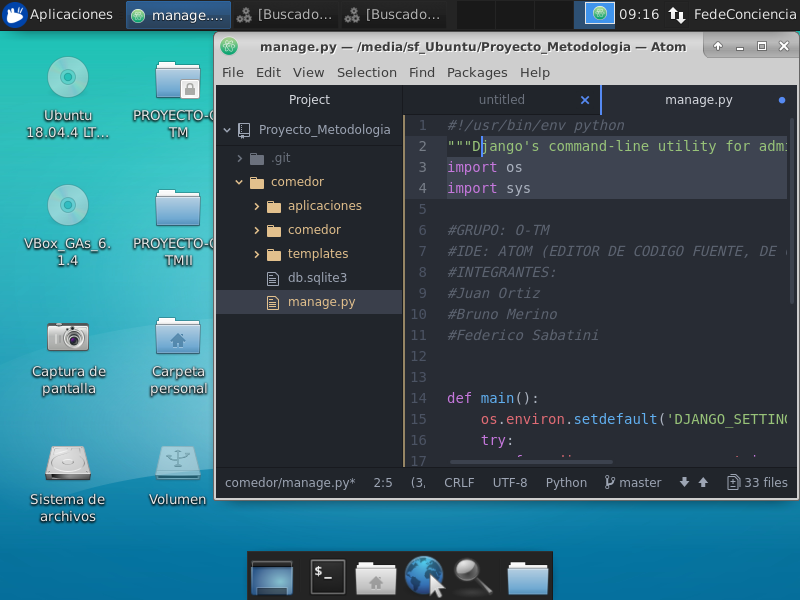 Aplicaciones
manage....
[Buscado...
[Buscado...
09:16
FedeConciencia
Ubuntu
18.04.4 LT...
PROYECTO-
TM
VBox_GAs_6.
1.4
PROYECTO-
TMII
Captura de
pantalla
Carpeta
personal
Sistema de
archivos
Volumen
manage.py — /media/sf_Ubuntu/Proyecto_Metodologia — Atom
File Edit View Selection Find Packages Help
Project
Proyecto_Metodologia
.git
comedor
aplicaciones
comedor
templates
db.sqlite3
manage.py
untitled
manage.py
1 #!/usr/bin/env python
2 """Django's command-line utility for admi
3 import os
4 import sys
5
6 #GRUPO: O-TM
7 #IDE: ATOM (EDITOR DE CODIGO FUENTE, DE
8 #INTEGRANTES:
9 #Juan Ortiz
10 #Bruno Merino
11 #Federico Sabatini
12
13
14 def main():
15 os.environ.setdefault('DJANGO_SETTING
16 try:
17
comedor/manage.py* 2:5 (3, CRLF UTF-8 Python master 33 files
$_